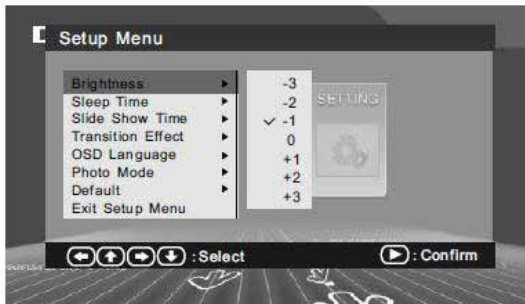 Setup Menu
Brightness
Sleep Time
Slide Show Time
Transition Effect
OSD Language
Photo Mode
Default
Exit Setup Menu
-3
-2
✓ -1
0
+1
+2
+3
SETTING
: Select
: Confirm